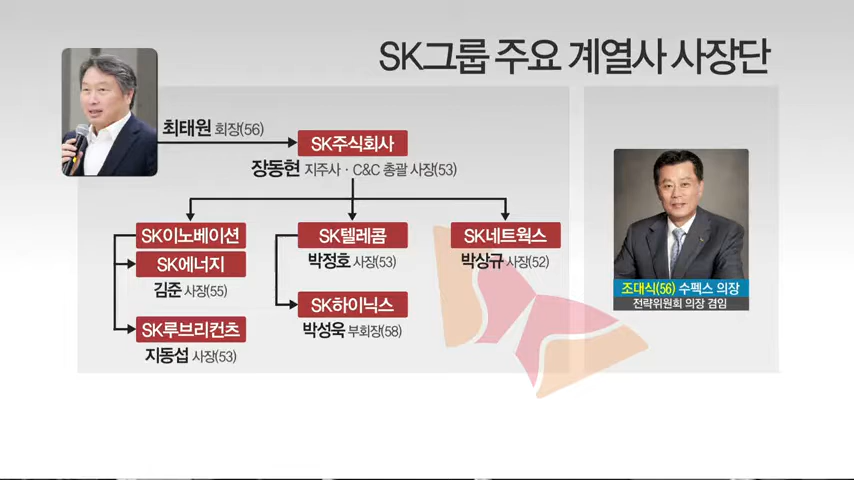 SK그룹 주요 계열사 사장단
최태원 회장(56)
SK주식회사
장동현 지주사 · C&C 총괄 사장(53)
SK이노베이션
SK에너지
김준 사장(55)
SK루브리컨츠
지동섭 사장(53)
SK텔레콤
박정호 사장(53)
SK하이닉스
박성욱 부회장(58)
SK네트웍스
박상규 사장(52)
조대식(56) 수펙스 의장
전략위원회 의장 겸임